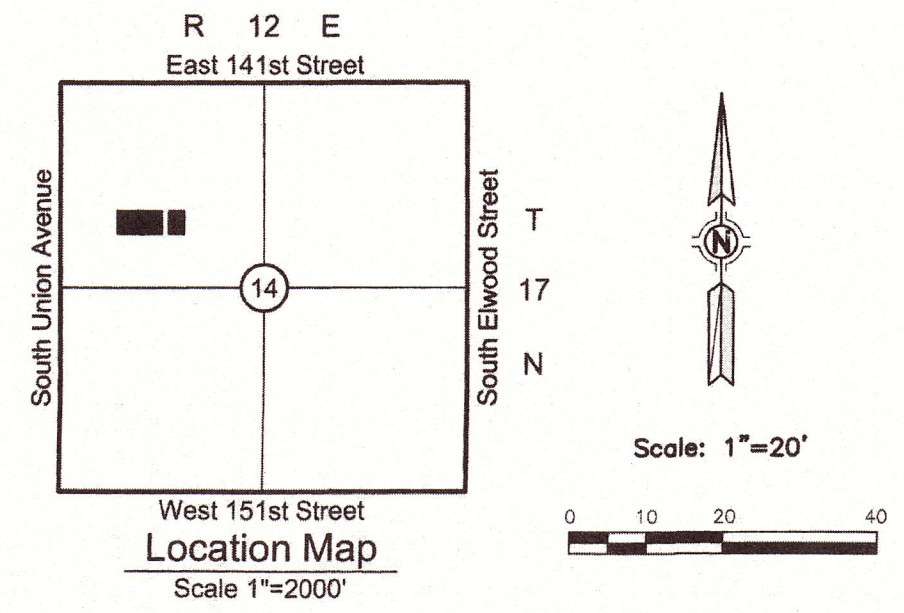 R 12 E
East 141st Street
South Union Avenue
14
South Elwood Street
T
17
N
West 151st Street
Location Map
Scale 1"=2000'
N
Scale: 1"=20'
0 10 20 40